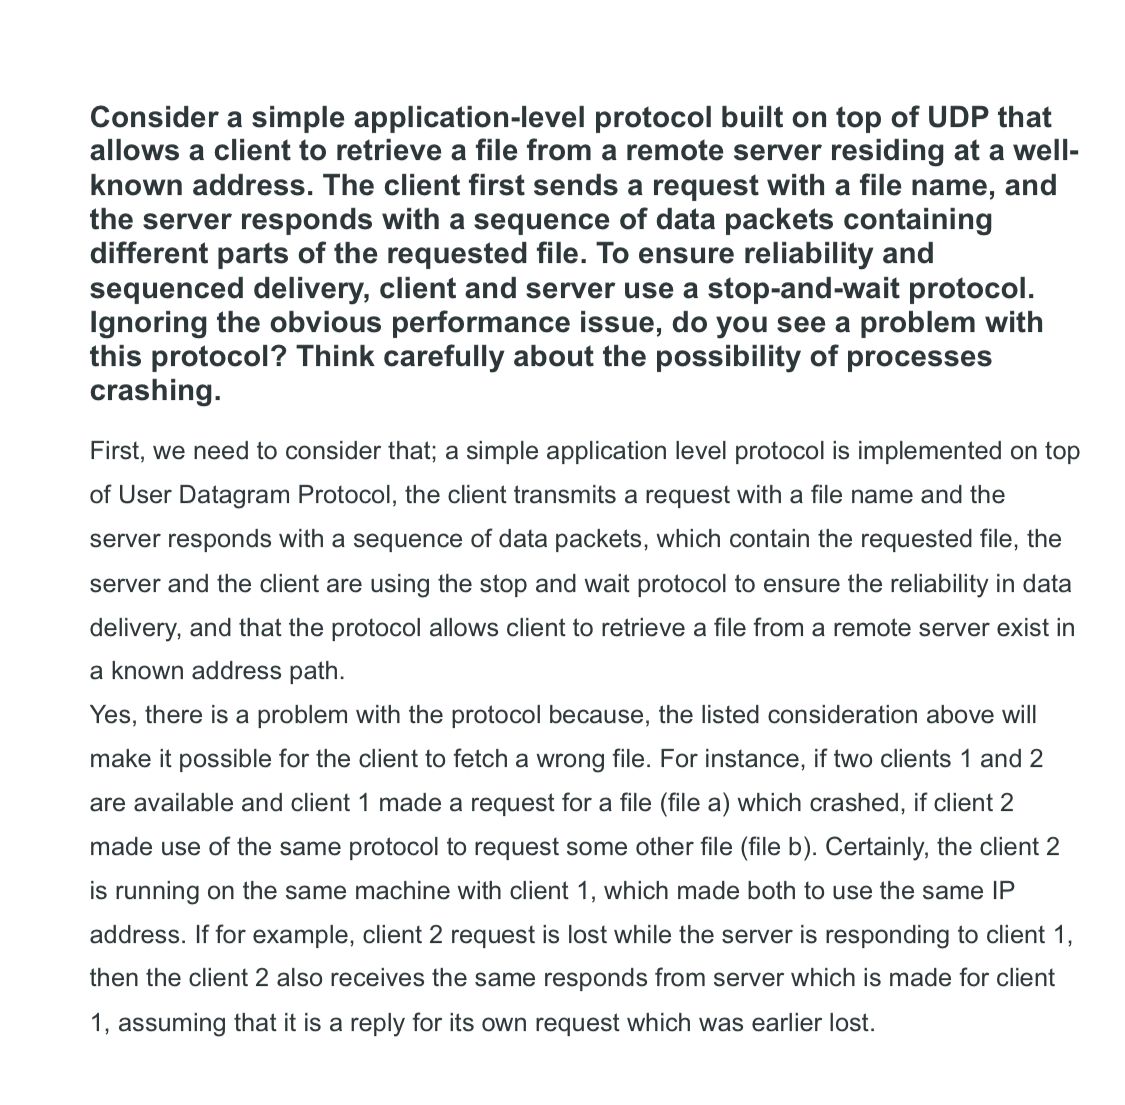 Consider a simple application-level protocol built on top of UDP that
allows a client to retrieve a file from a remote server residing at a well-
known address. The client first sends a request with a file name, and
the server responds with a sequence of data packets containing
different parts of the requested file. To ensure reliability and
sequenced delivery, client and server use a stop-and-wait protocol.
Ignoring the obvious performance issue, do you see a problem with
this protocol? Think carefully about the possibility of processes
crashing.
First, we need to consider that; a simple application level protocol is implemented on top
of User Datagram Protocol, the client transmits a request with a file name and the
server responds with a sequence of data packets, which contain the requested file, the
server and the client are using the stop and wait protocol to ensure the reliability in data
delivery, and that the protocol allows client to retrieve a file from a remote server exist in
a known address path.
Yes, there is a problem with the protocol because, the listed consideration above will
make it possible for the client to fetch a wrong file. For instance, if two clients 1 and 2
are available and client 1 made a request for a file (file a) which crashed, if client 2
made use of the same protocol to request some other file (file b). Certainly, the client 2
is running on the same machine with client 1, which made both to use the same IP
address. If for example, client 2 request is lost while the server is responding to client 1,
then the client 2 also receives the same responds from server which is made for client
1, assuming that it is a reply for its own request which was earlier lost.